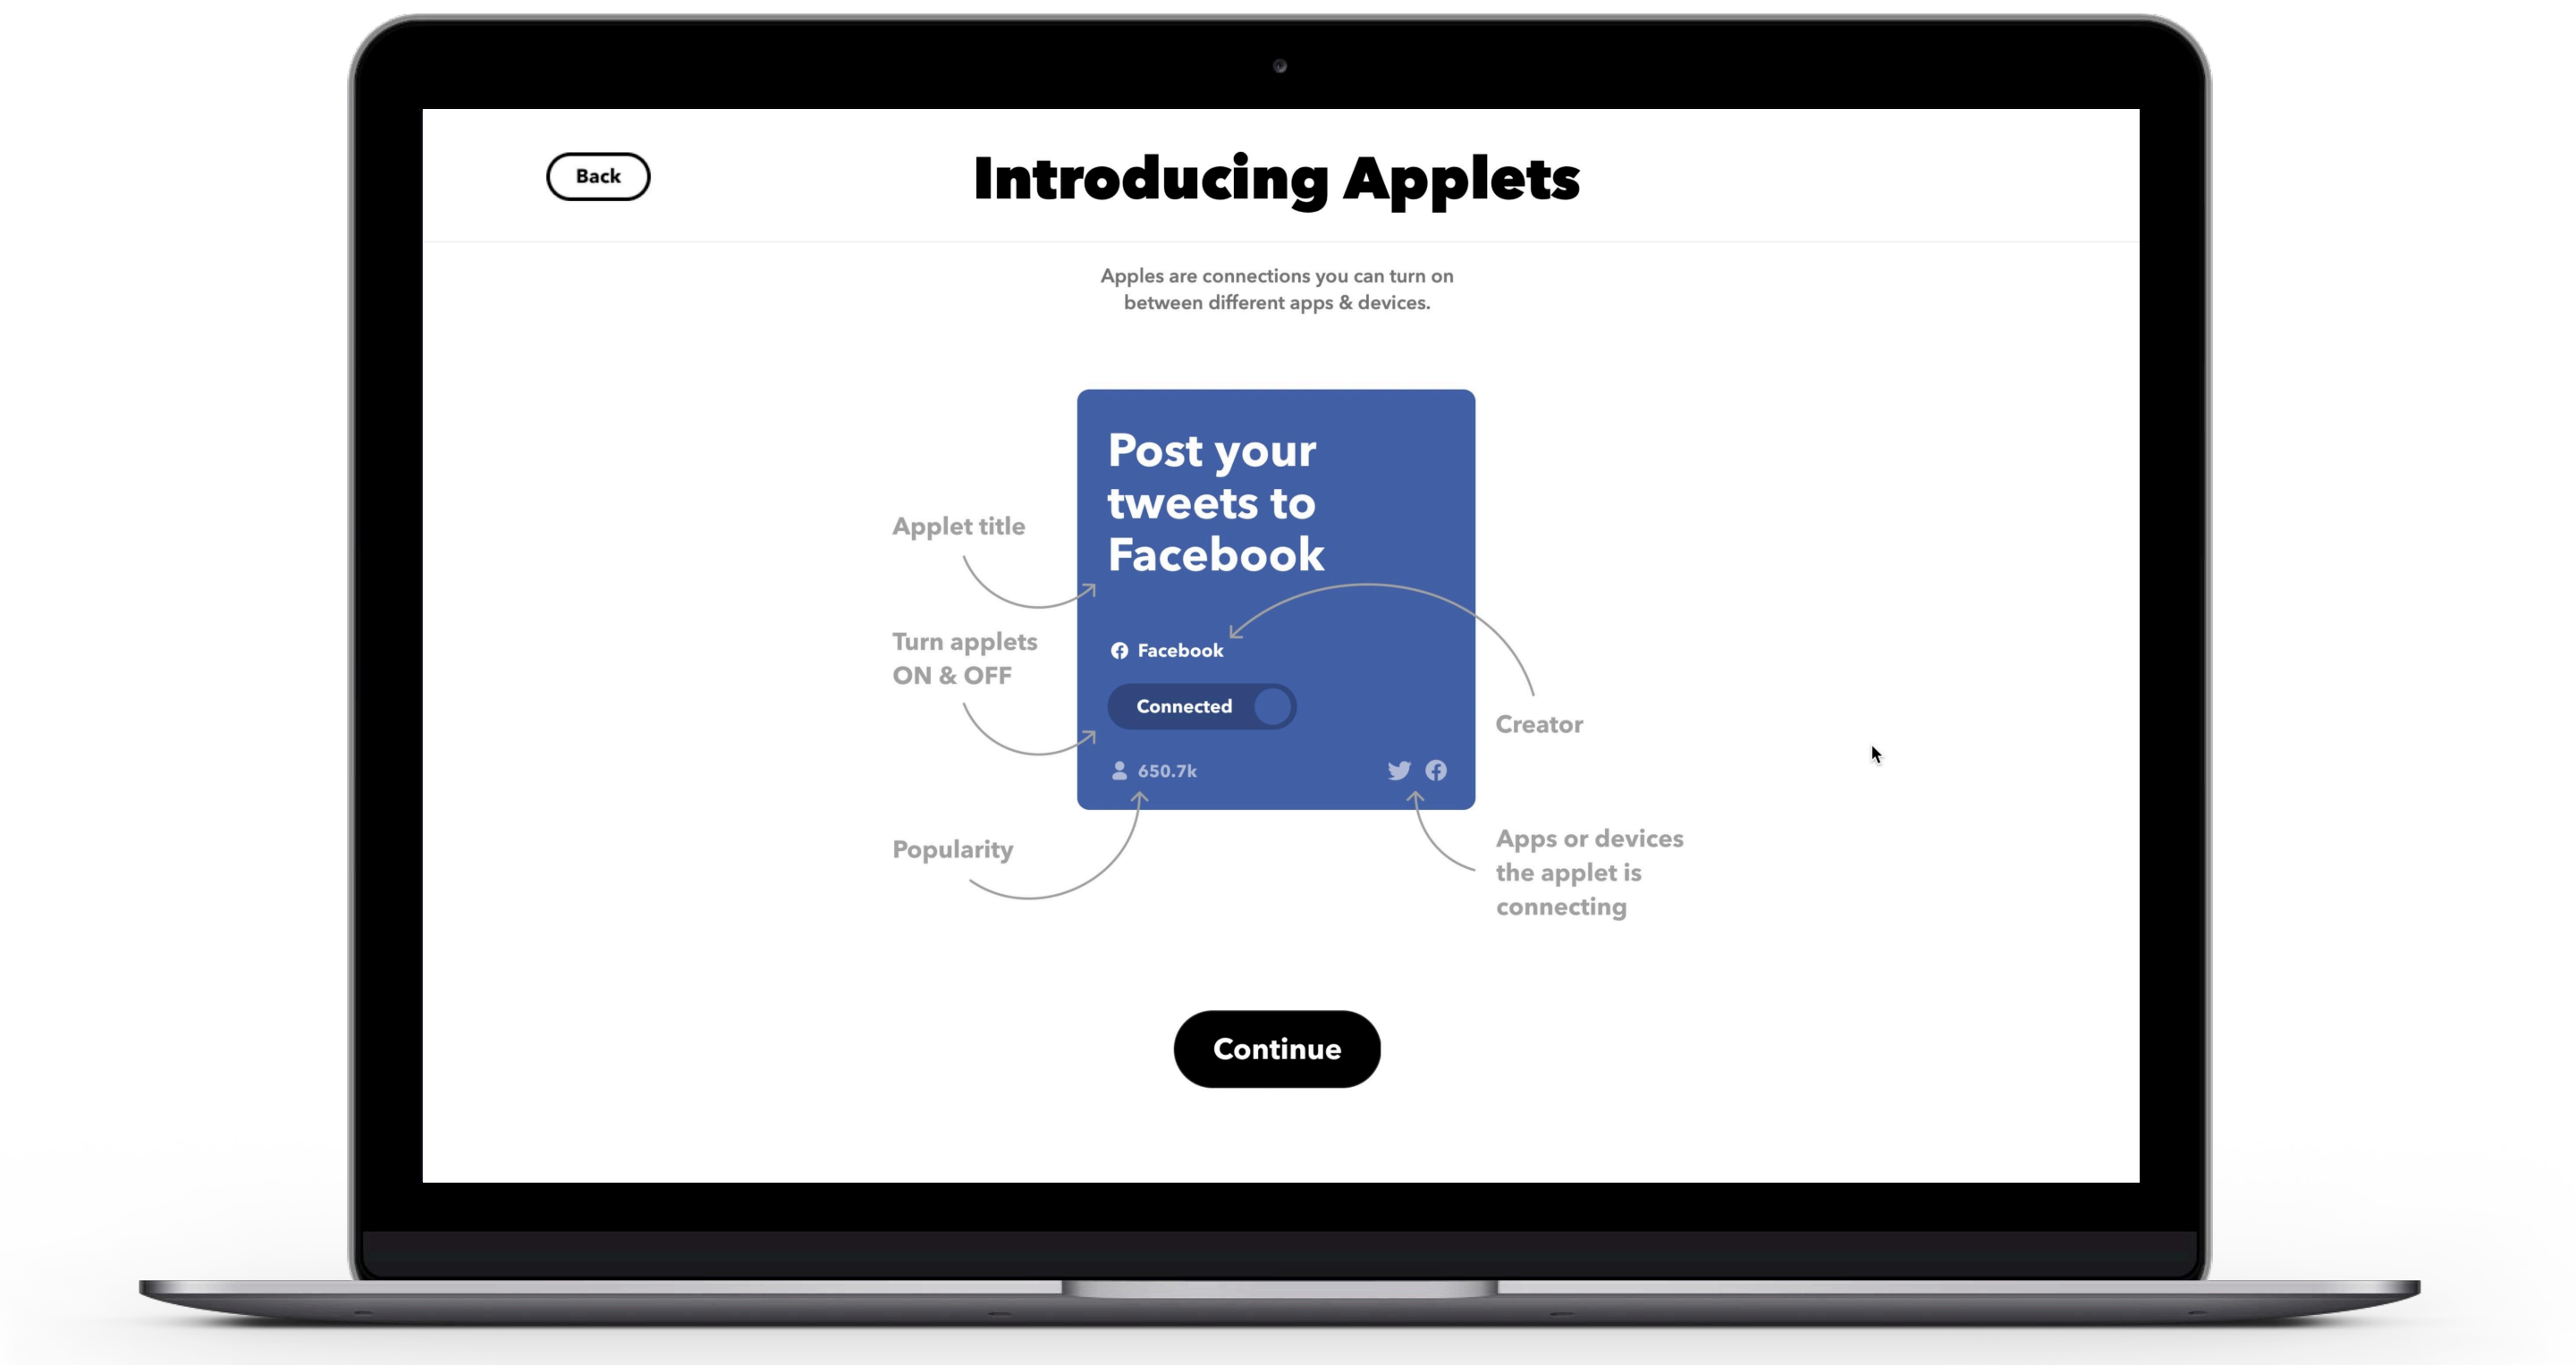 Back
Introducing Applets
Apples are connections you can turn on
between different apps & devices.
Post your
tweets to
Facebook
Applet title
Turn applets
ON & OFF
Facebook
Connected
Creator
650.7k
Popularity
Apps or devices
the applet is
connecting
Continue